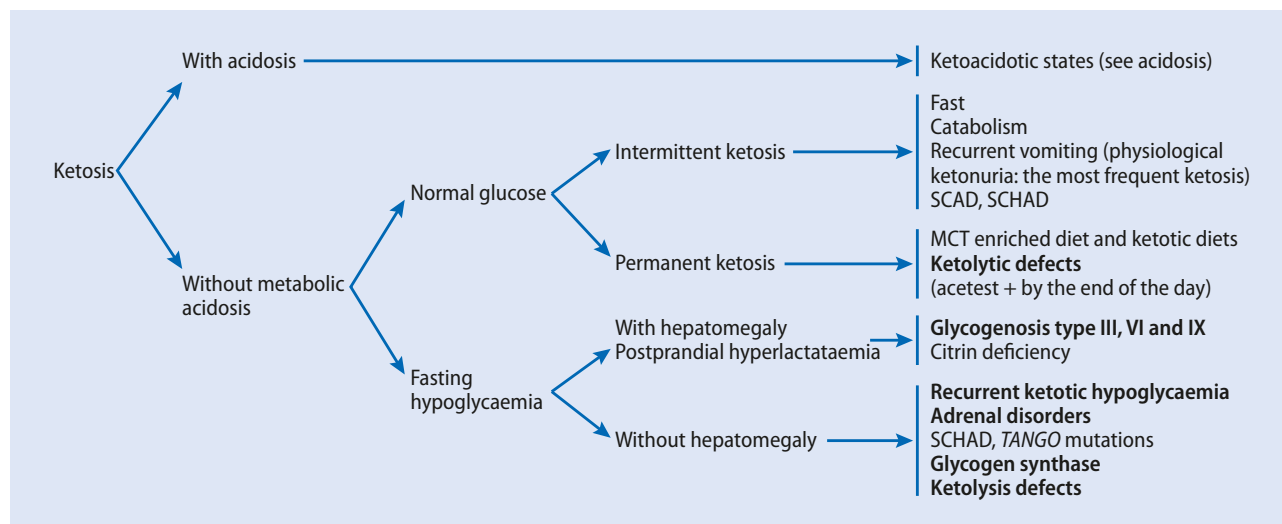 With acidosis
Ketoacidotic states (see acidosis)
Ketosis
Without metabolic
acidosis
Normal glucose
Intermittent ketosis
Fast
Catabolism
Recurrent vomiting (physiological
ketonuria: the most frequent ketosis)
SCAD, SCHAD
Permanent ketosis
MCT enriched diet and ketotic diets
Ketolytic defects
(acetest + by the end of the day)
Fasting
hypoglycaemia
With hepatomegaly
Postprandial hyperlactataemia
Glycogenosis type III, VI and IX
Citrin deficiency
Without hepatomegaly
Recurrent ketotic hypoglycaemia
Adrenal disorders
SCHAD, TANGO mutations
Glycogen synthase
Ketolysis defects